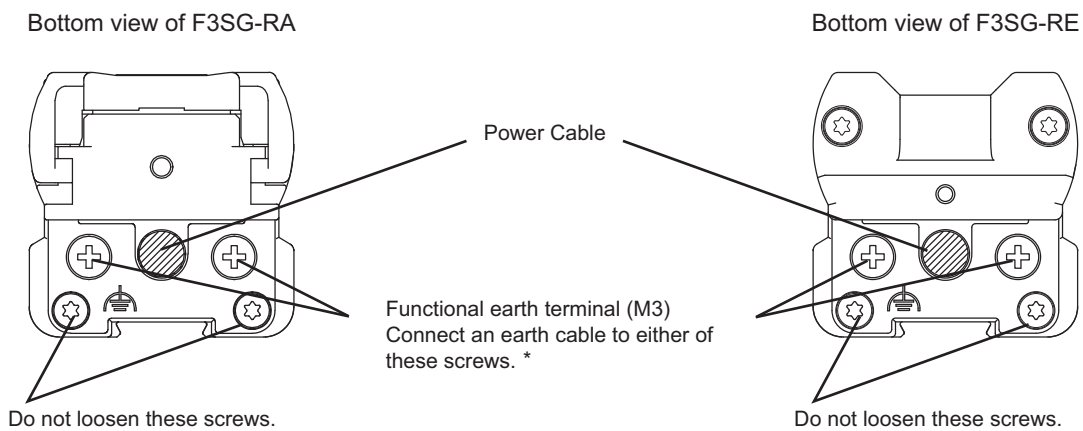 Bottom view of F3SG-RA
Bottom view of F3SG-RE
Power Cable
Functional earth terminal (M3)
Connect an earth cable to either of
these screws. *
Do not loosen these screws.
Do not loosen these screws.